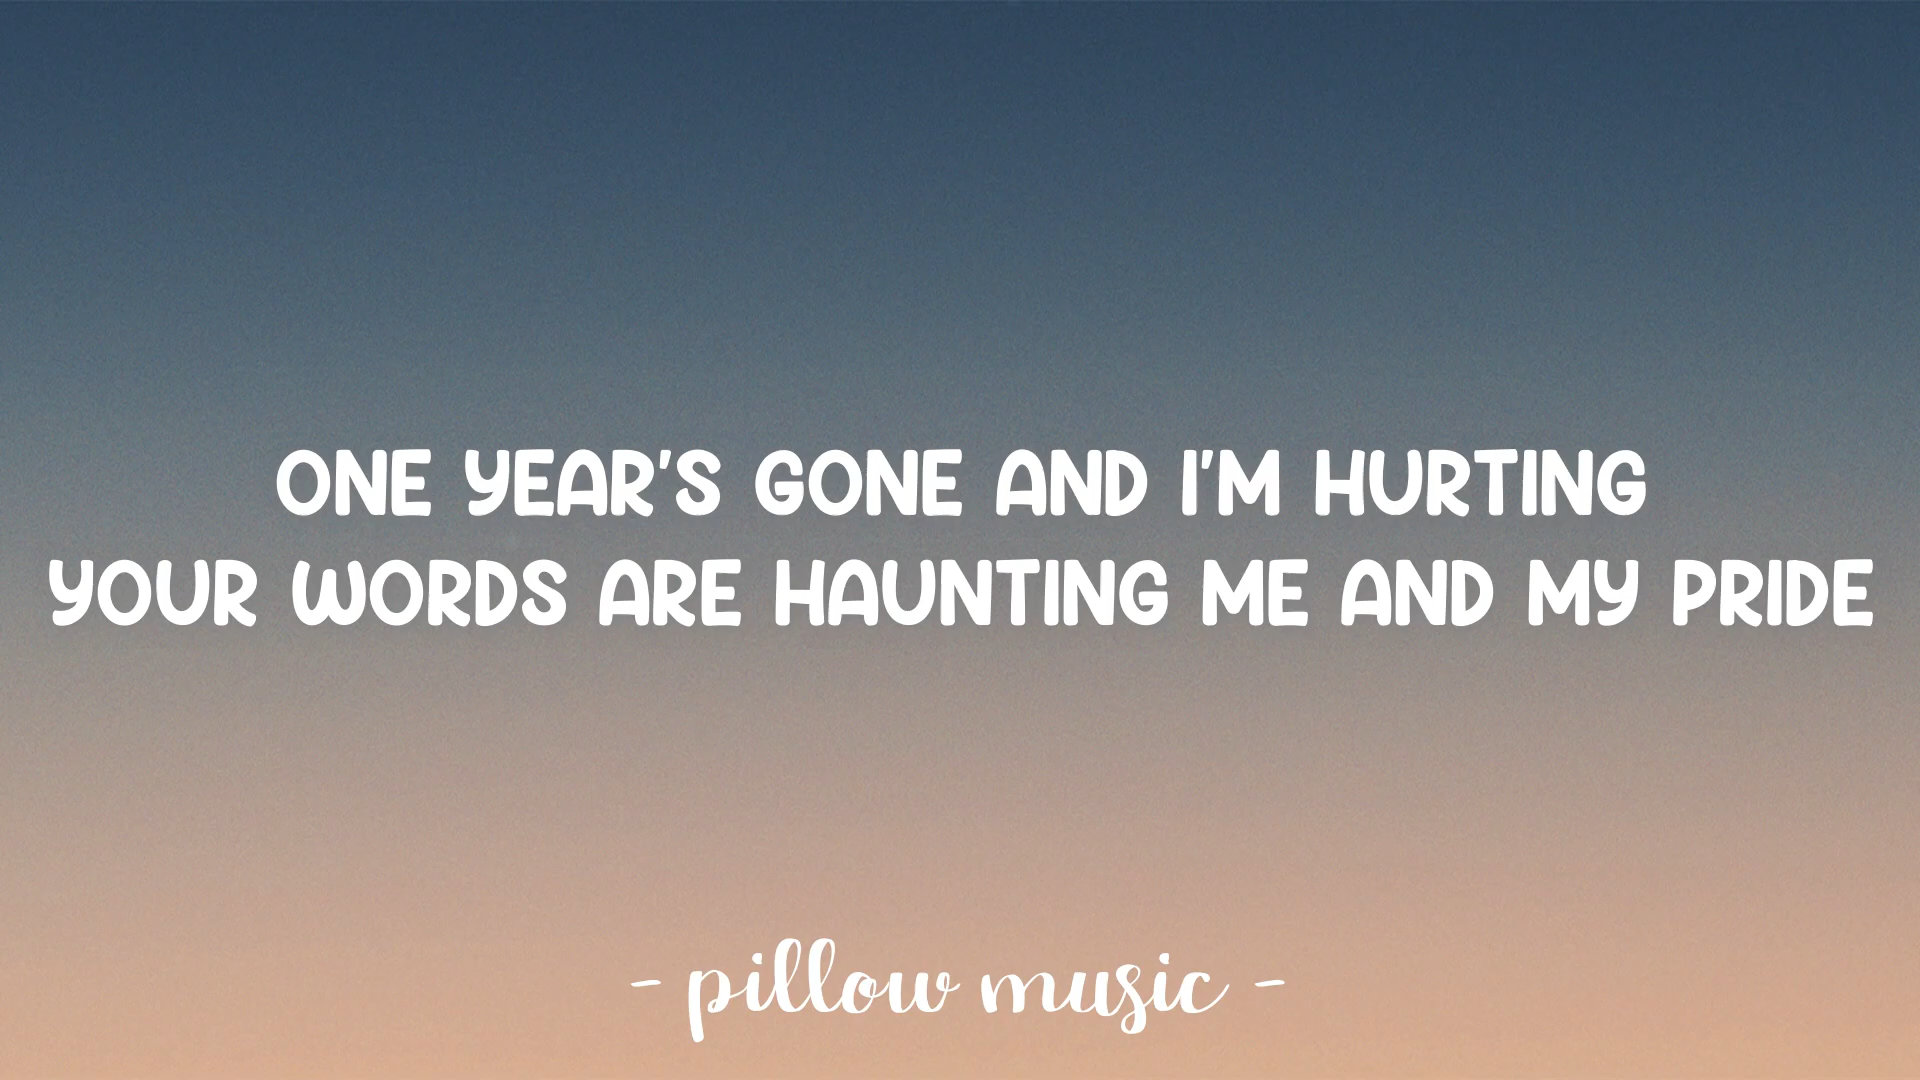 ONE YEAR'S GONE AND I'M HURTING
YOUR WORDS ARE HAUNTING ME AND MY PRIDE
- pillow music -